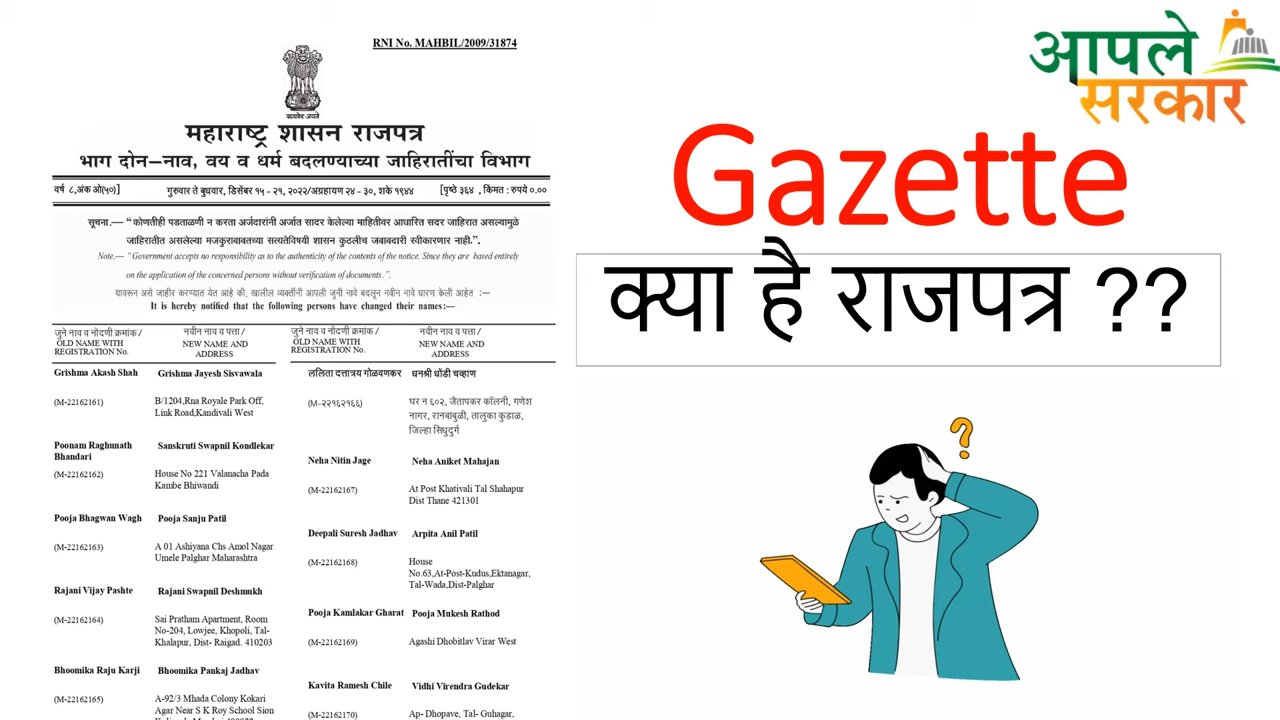 RNI No. MAHBIL/2009/31874
सत्यमेव जयते
महाराष्ट्र शासन राजपत्र
भाग दोन–नाव, वय व धर्म बदलण्याच्या जाहिरातींचा विभाग
वर्ष ८,अंक ओ(५०)]
गुरुवार ते बुधवार, डिसेंबर १५ - २१, २०२२/अग्रहायण २४ - ३०, शके १९४४
[पृष्ठे ३६४ , किंमत : रुपये ०.००
सूचना.— “ कोणतीही पडताळणी न करता अर्जदारांनी अर्जात सादर केलेल्या माहितीवर आधारित सदर जाहिरात असल्यामुळे
जाहिरातीत असलेल्या मजकुराबाबतच्या सत्यतेविषयी शासन कुठलीच जवाबदारी स्वीकारणार नाही.”.
Note.— “ Government accepts no responsibility as to the authenticity of the contents of the notice. Since they are based entirely
on the application of the concerned persons without verification of documents .”.
यावरून असे जाहीर करण्यात येत आहे की, खालील व्यक्तींनी आपली जुनी नावे बदलून नवीन नावे धारण केली आहेत :—
It is hereby notified that the following persons have changed their names:—
जुने नाव व नोंदणी क्रमांक /
OLD NAME WITH
REGISTRATION No.
नवीन नाव व पत्ता /
NEW NAME AND
ADDRESS
Grishma Akash Shah
Grishma Jayesh Sisvawala
(M-22162161)
B/1204,Rna Royale Park Off,
Link Road,Kandivali West
Poonam Raghunath
Bhandari
Sanskruti Swapnil Kondlekar
(M-22162162)
House No 221 Valanacha Pada
Kambe Bhiwandi
Pooja Bhagwan Wagh
Pooja Sanju Patil
(M-22162163)
A 01 Ashiyana Chs Amol Nagar
Umele Palghar Maharashtra
Rajani Vijay Pashte
Rajani Swapnil Deshmukh
(M-22162164)
Sai Pratham Apartment, Room
No-204, Lowjee, Khopoli, Tal-
Khalapur, Dist- Raigad. 410203
Bhoomika Raju Karji
Bhoomika Pankaj Jadhav
(M-22162165)
A-92/3 Mhada Colony Kokari
Agar Near S K Roy School Sion
जुने नाव व नोंदणी क्रमांक /
OLD NAME WITH
REGISTRATION No.
नवीन नाव व पत्ता /
NEW NAME AND
ADDRESS
ललिता दत्तात्रय गोळवणकर
धनश्री धोंडी चव्हाण
(M-२२१६२१६६)
घर न ६०२, जैतापकर कॉलनी, गणेश
नागर, रानबांबुळी, तालुका कुडाळ,
जिल्हा सिंधुदुर्ग
Neha Nitin Jage
Neha Aniket Mahajan
(M-22162167)
At Post Khativali Tal Shahapur
Dist Thane 421301
Deepali Suresh Jadhav
Arpita Anil Patil
(M-22162168)
House
No.63,At-Post-Kudus,Ektanagar,
Tal-Wada,Dist-Palghar
Pooja Kamlakar Gharat
Pooja Mukesh Rathod
(M-22162169)
Agashi Dhobitlav Virar West
Kavita Ramesh Chile
Vidhi Virendra Gudekar
(M-22162170)
Ap- Dhopave, Tal- Guhagar,
आपले
सरकार
Gazette
क्या है राजपत्र ??
?